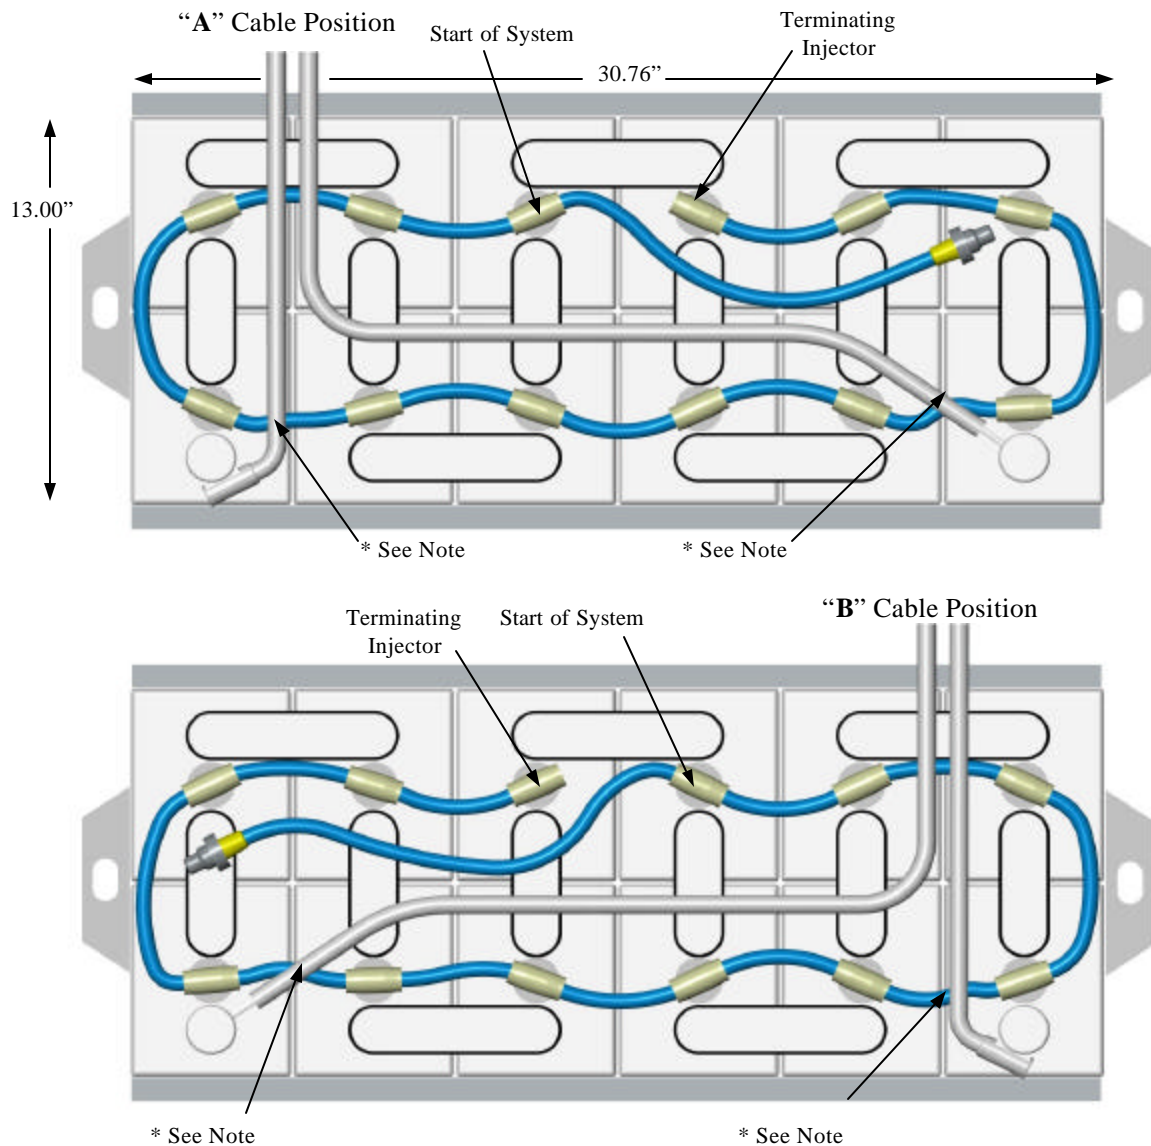 “A” Cable Position
Start of System
Terminating
Injector
30.76”
13.00”
* See Note
* See Note
“B” Cable Position
Terminating
Injector
Start of System
* See Note
* See Note